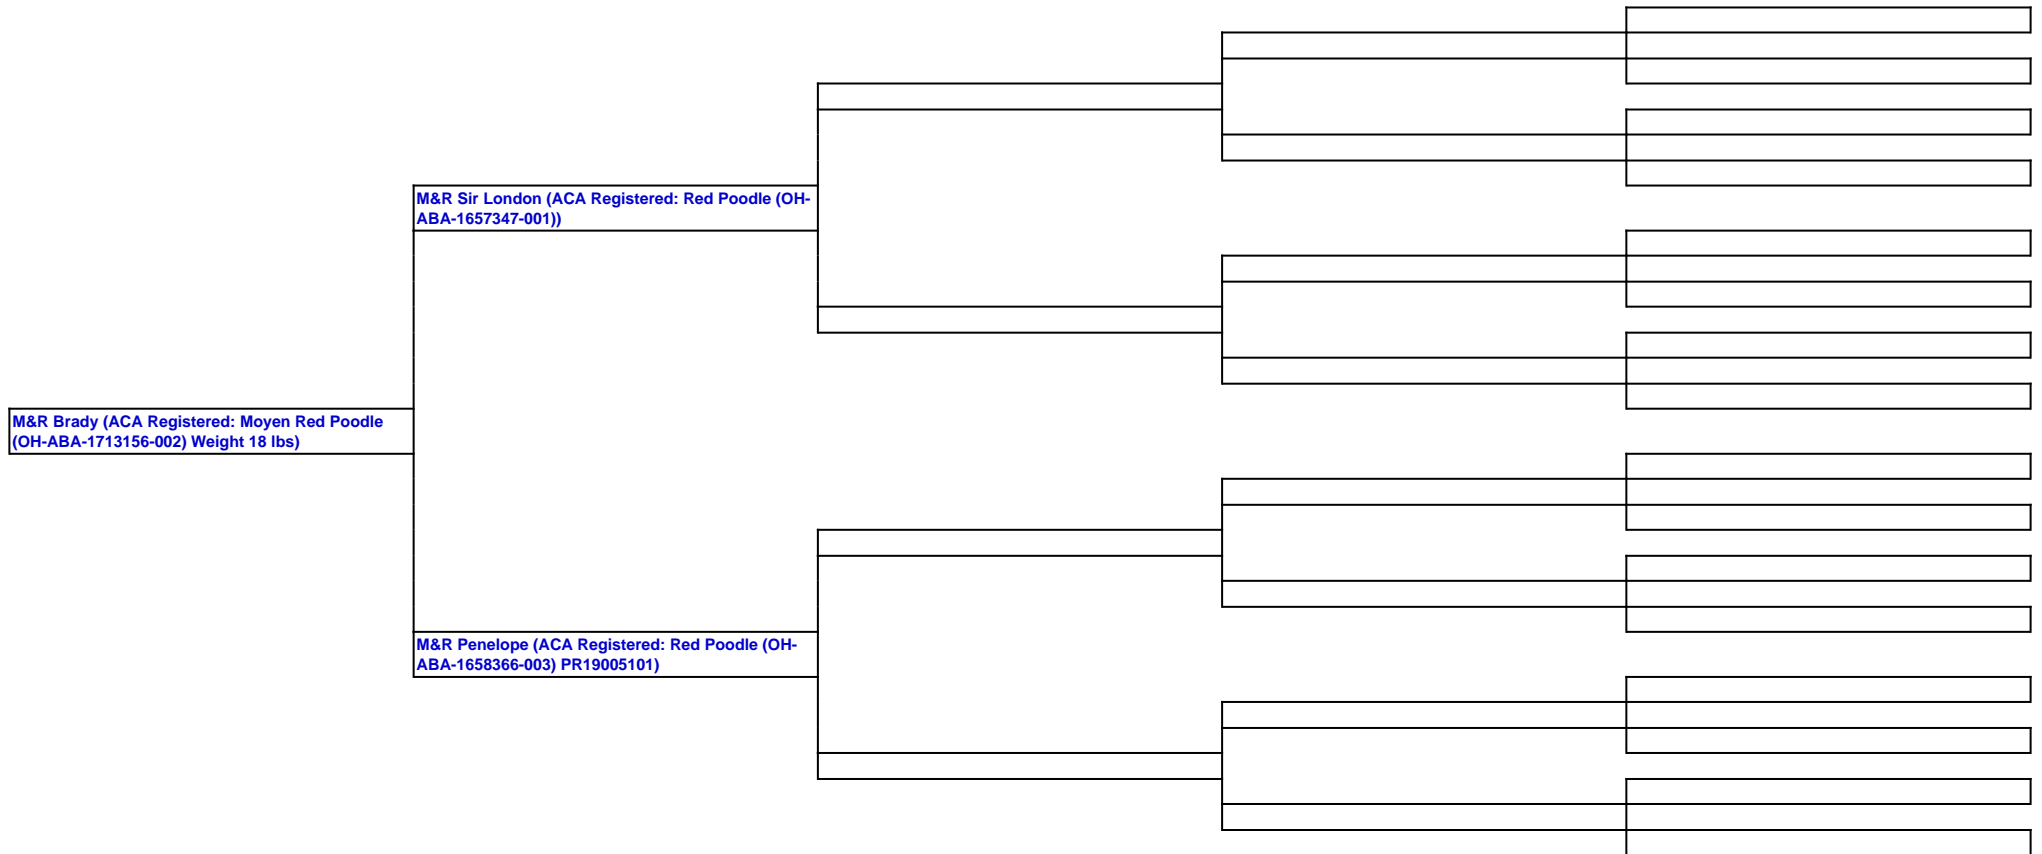 M&R Sir London (ACA Registered: Red Poodle (OH-
ABA-1657347-001))
M&R Brady (ACA Registered: Moyen Red Poodle
(OH-ABA-1713156-002) Weight 18 lbs)
M&R Penelope (ACA Registered: Red Poodle (OH-
ABA-1658366-003) PR19005101)